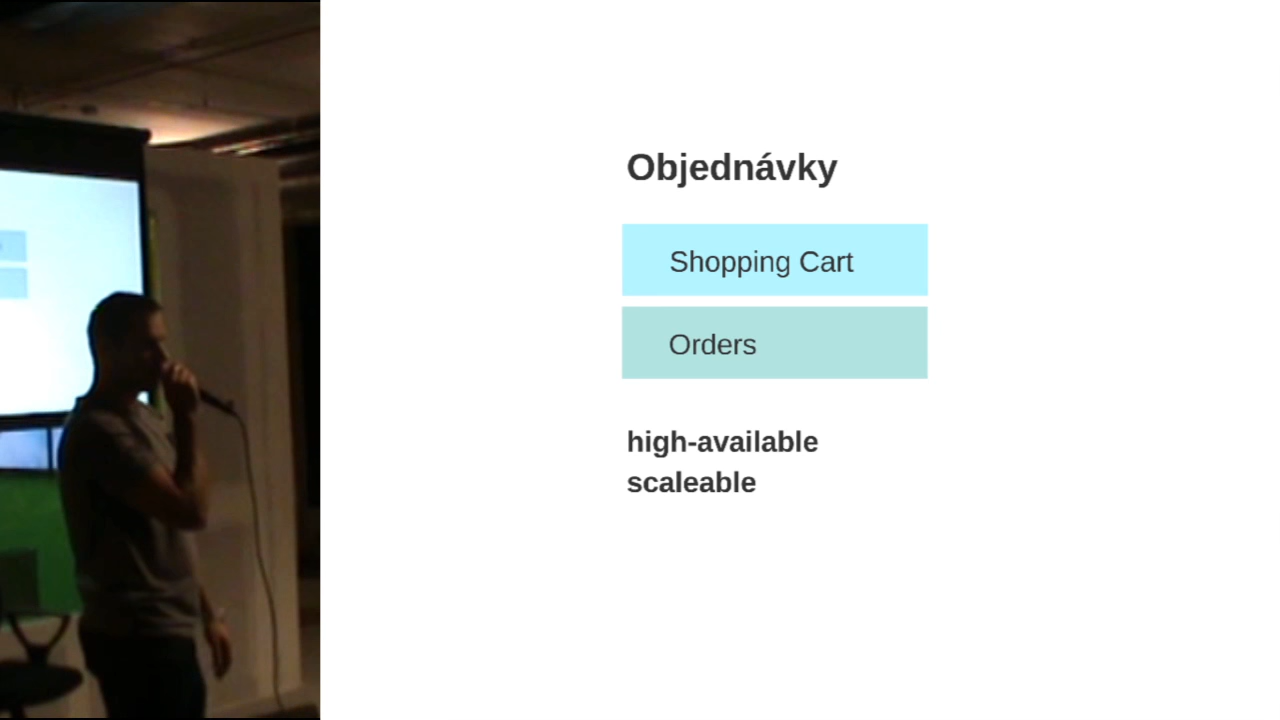 Objednávky
Shopping Cart
Orders
high-available
scaleable